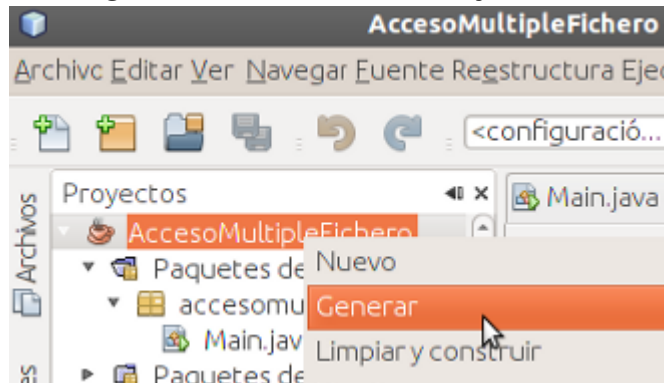 AccesoMultipleFichero
Archivc Editar Ver Navegar Fuente Reestructura Ejec
<configuració...
Archivos
Proyectos
Main.java
AccesoMultipleFichero
Paquetes de
Nuevo
accesomu
Generar
Main.jav
Limpiar y construir
Paquetes de